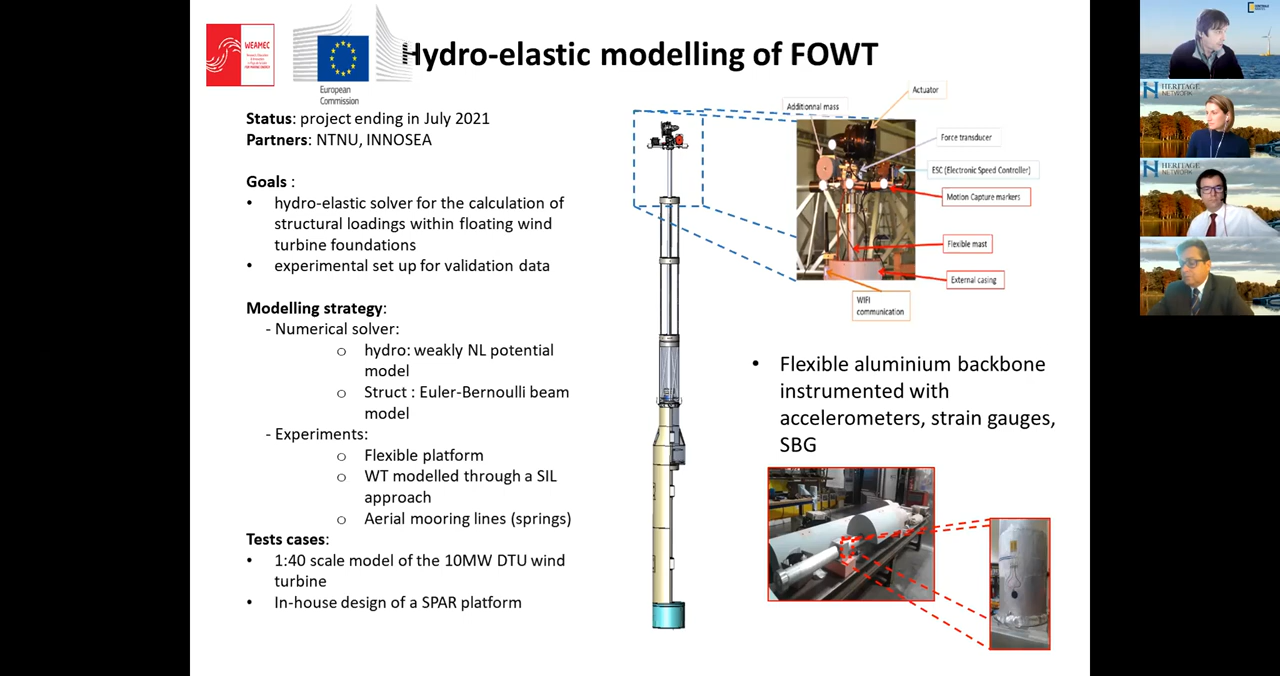 WEAMEC
European
Commission
Hydro-elastic modelling of FOWT
Status: project ending in July 2021
Partners: NTNU, INNOSEA
Goals :
• hydro-elastic solver for the calculation of
structural loadings within floating wind
turbine foundations
• experimental set up for validation data
Modelling strategy:
- Numerical solver:
o hydro: weakly NL potential
model
o Struct : Euler-Bernoulli beam
model
- Experiments:
o Flexible platform
o WT modelled through a SIL
approach
o Aerial mooring lines (springs)
Tests cases:
• 1:40 scale model of the 10MW DTU wind
turbine
• In-house design of a SPAR platform
Actuator
Additionnal mass
Force transducer
ESC (Electronic Speed Controller)
Motion Capture markers
Flexible mast
External casing
WIFI
communication
• Flexible aluminium backbone
instrumented with
accelerometers, strain gauges,
SBG
HERITAGE
NETWORK
HERITAGE
NETWORK